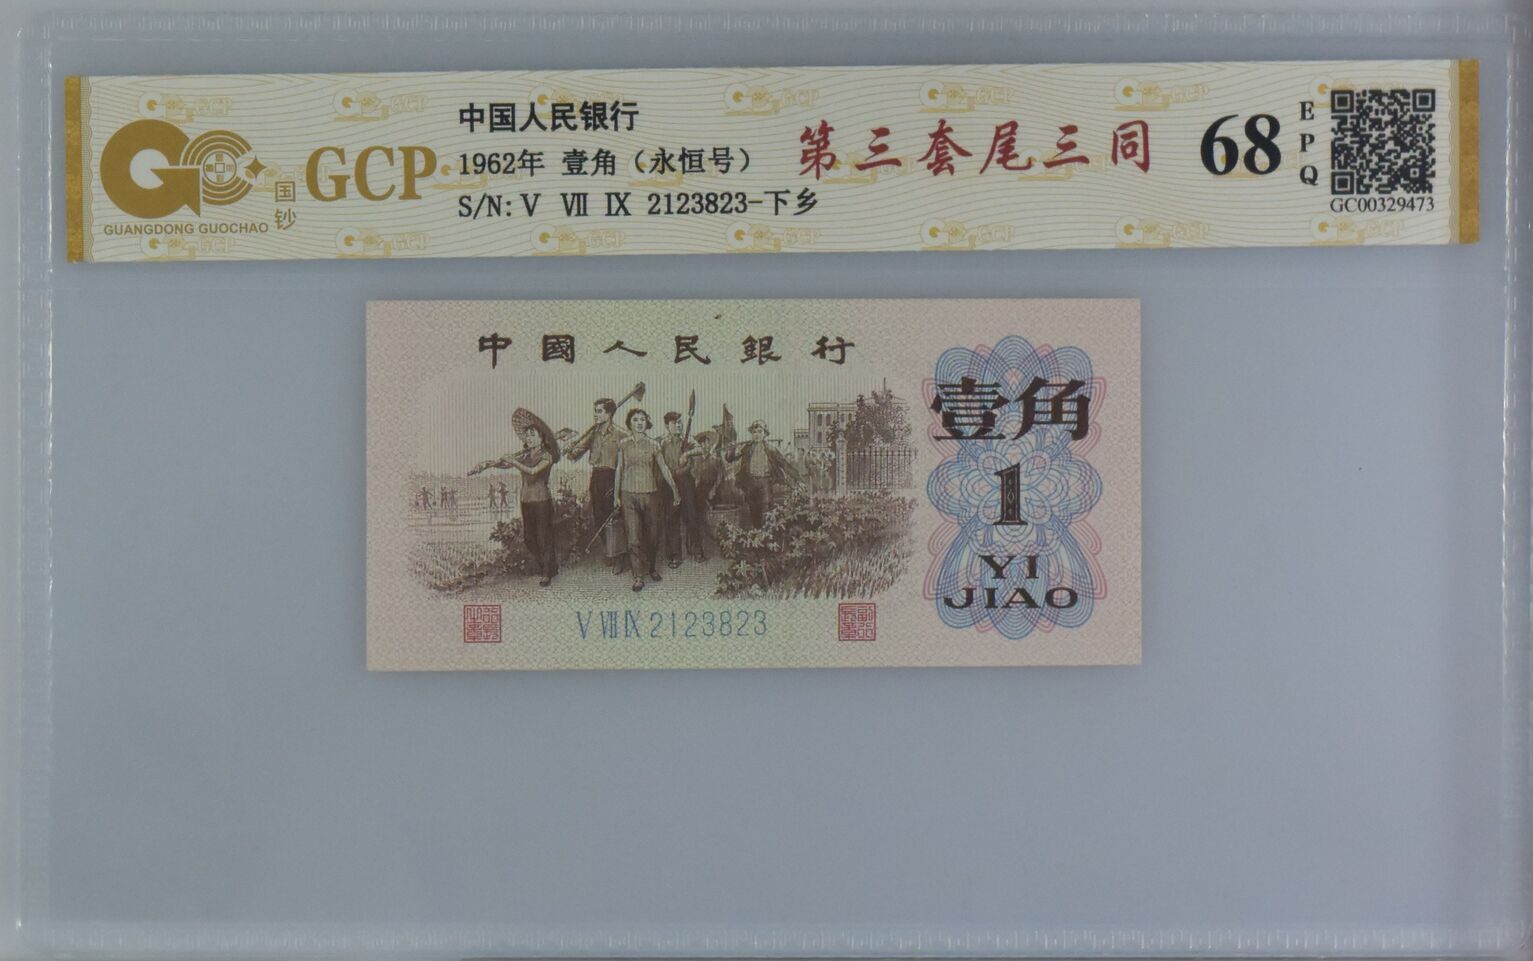 GCP
国钞
GUANGDONG GUOCHAO
中国人民银行
1962年 壹角（永恒号）
S/N: V Ⅶ Ⅸ 2123823-下乡
第三套尾三同
68
EPQ
GC00329473
中國人民銀行
壹角
1
YI
JIAO
V Ⅶ Ⅸ 2123823